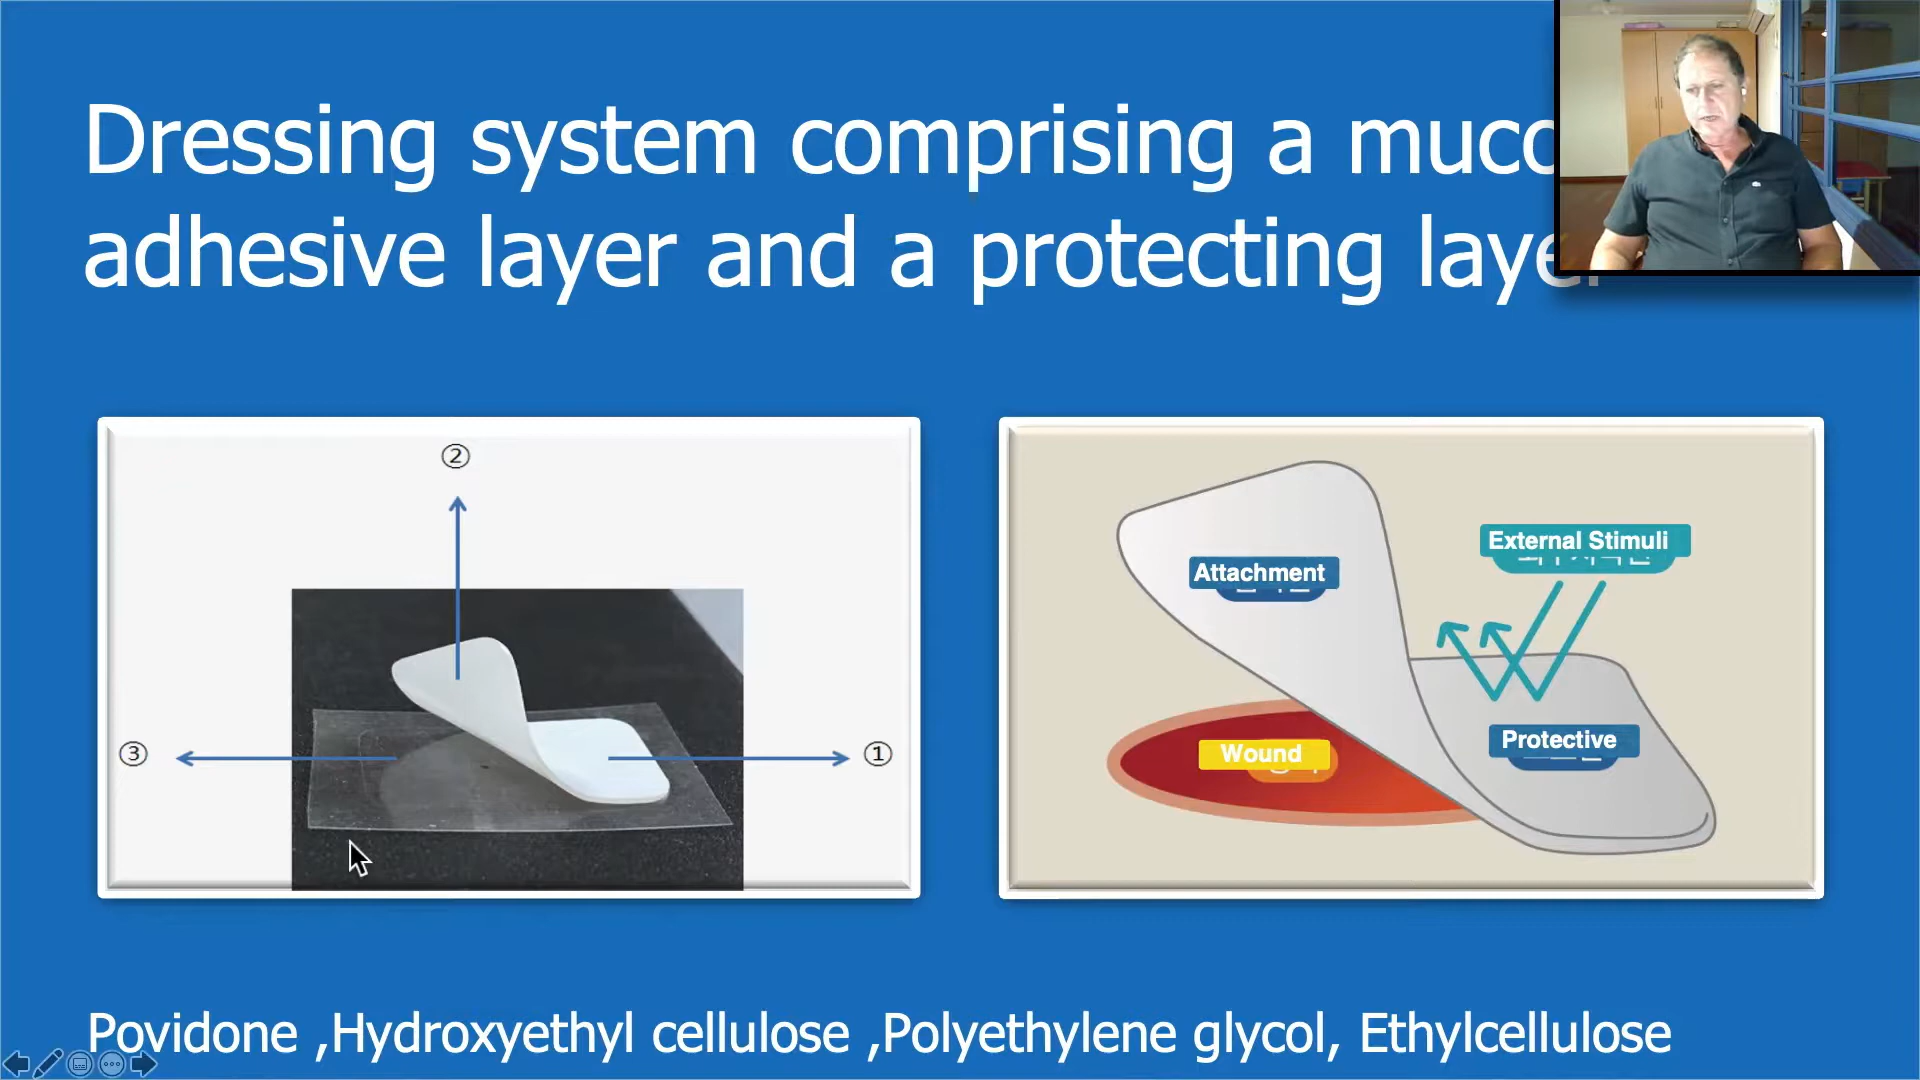 Dressing system comprising a muco
adhesive layer and a protecting layer
②
③
①
Attachment
External Stimuli
Wound
Protective
Povidone ,Hydroxyethyl cellulose ,Polyethylene glycol, Ethylcellulose